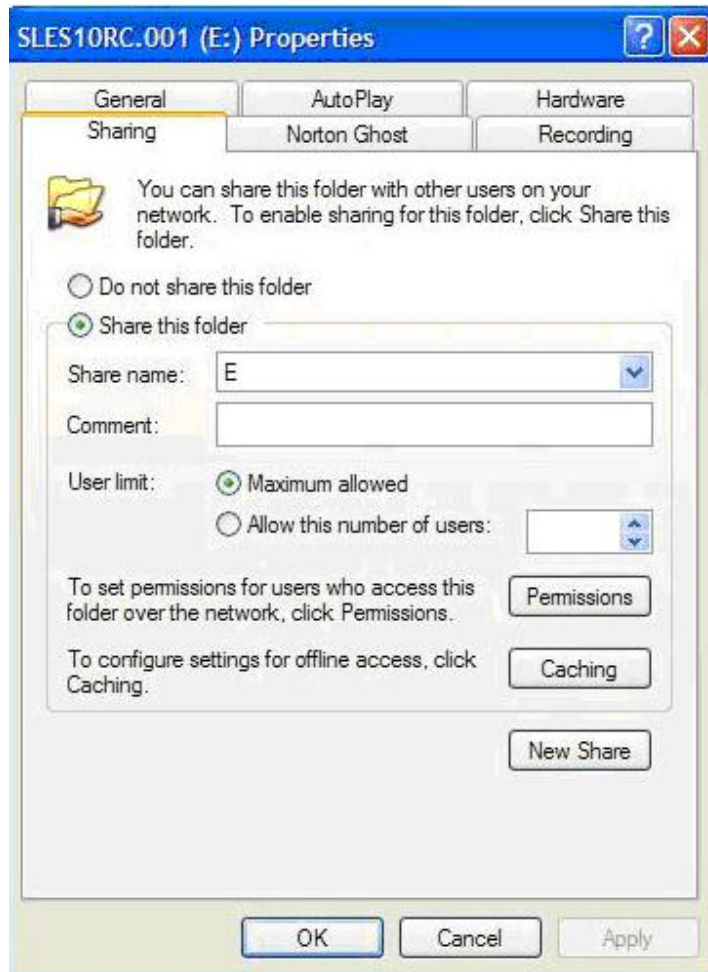 SLES10RC.001 (E:) Properties
General AutoPlay Hardware
Sharing Norton Ghost Recording
You can share this folder with other users on your
network. To enable sharing for this folder, click Share this
folder.
Do not share this folder
Share this folder
Share name: E
Comment:
User limit: Maximum allowed
Allow this number of users:
To set permissions for users who access this
folder over the network, click Permissions.
Permissions
To configure settings for offline access, click
Caching.
Caching
New Share
OK Cancel Apply